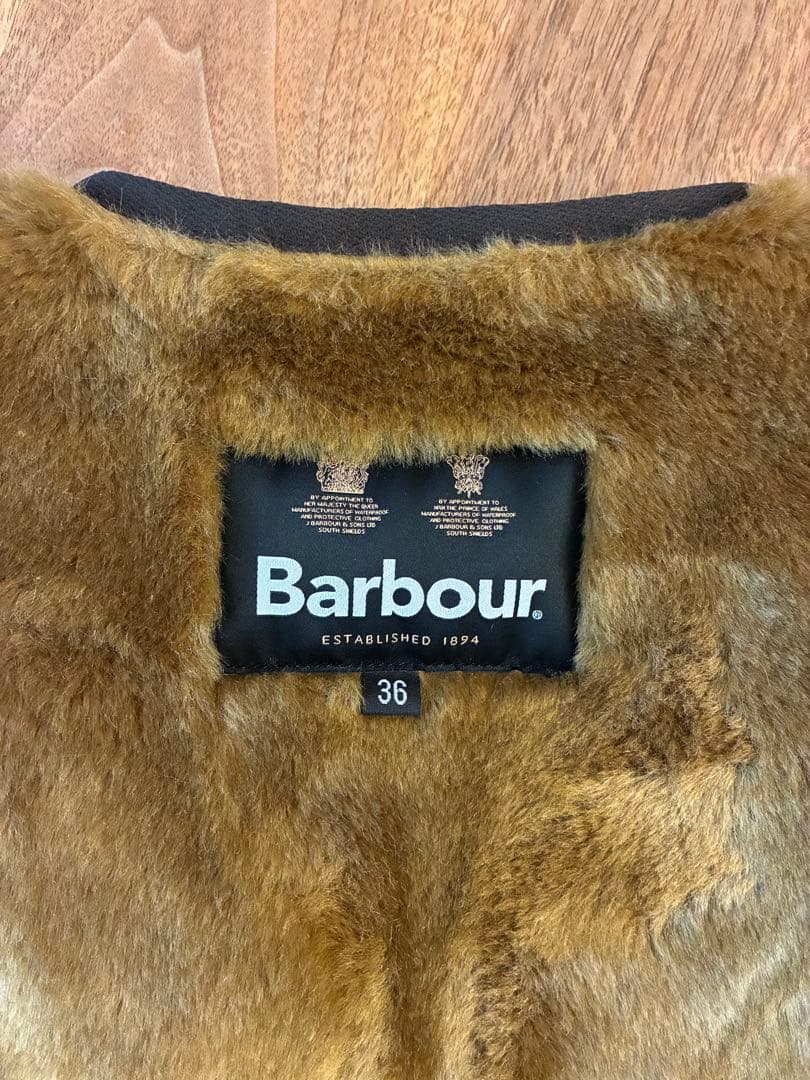 BY APPOINTMENT TO
HER MAJESTY THE QUEEN
MANUFACTURERS OF WATERPROOF
AND PROTECTIVE CLOTHING
J BARBOUR & SONS LTD
SOUTH SHIELDS
BY APPOINTMENT TO
HRH THE PRINCE OF WALES
MANUFACTURERS OF WATERPROOF
AND PROTECTIVE CLOTHING
J BARBOUR & SONS LTD
SOUTH SHIELDS
Barbour®
ESTABLISHED 1894
36